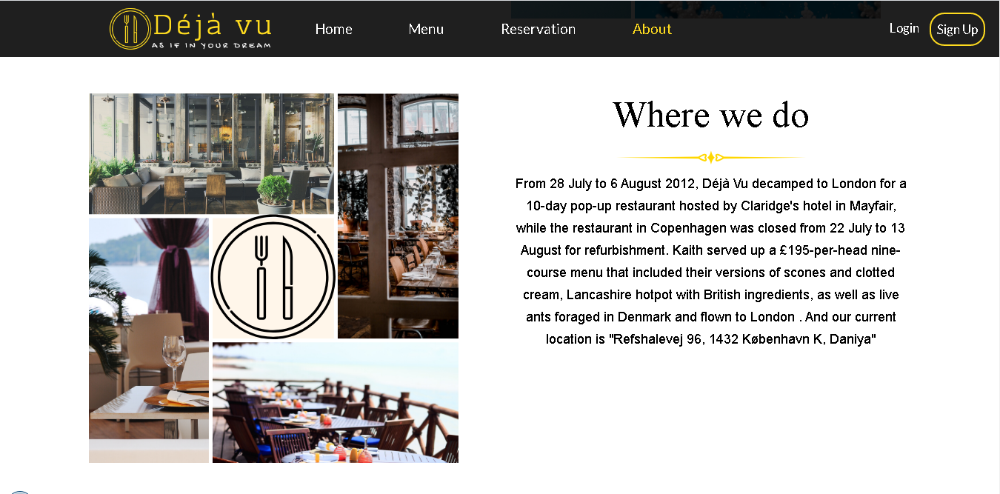 Déjà vu
AS IF IN YOUR DREAM
Home
Menu
Reservation
About
Login
Sign Up
Where we do
From 28 July to 6 August 2012, Déjà Vu decamped to London for a
10-day pop-up restaurant hosted by Claridge's hotel in Mayfair,
while the restaurant in Copenhagen was closed from 22 July to 13
August for refurbishment. Kaith served up a £195-per-head nine-
course menu that included their versions of scones and clotted
cream, Lancashire hotpot with British ingredients, as well as live
ants foraged in Denmark and flown to London . And our current
location is "Refshalevej 96, 1432 København K, Daniya"